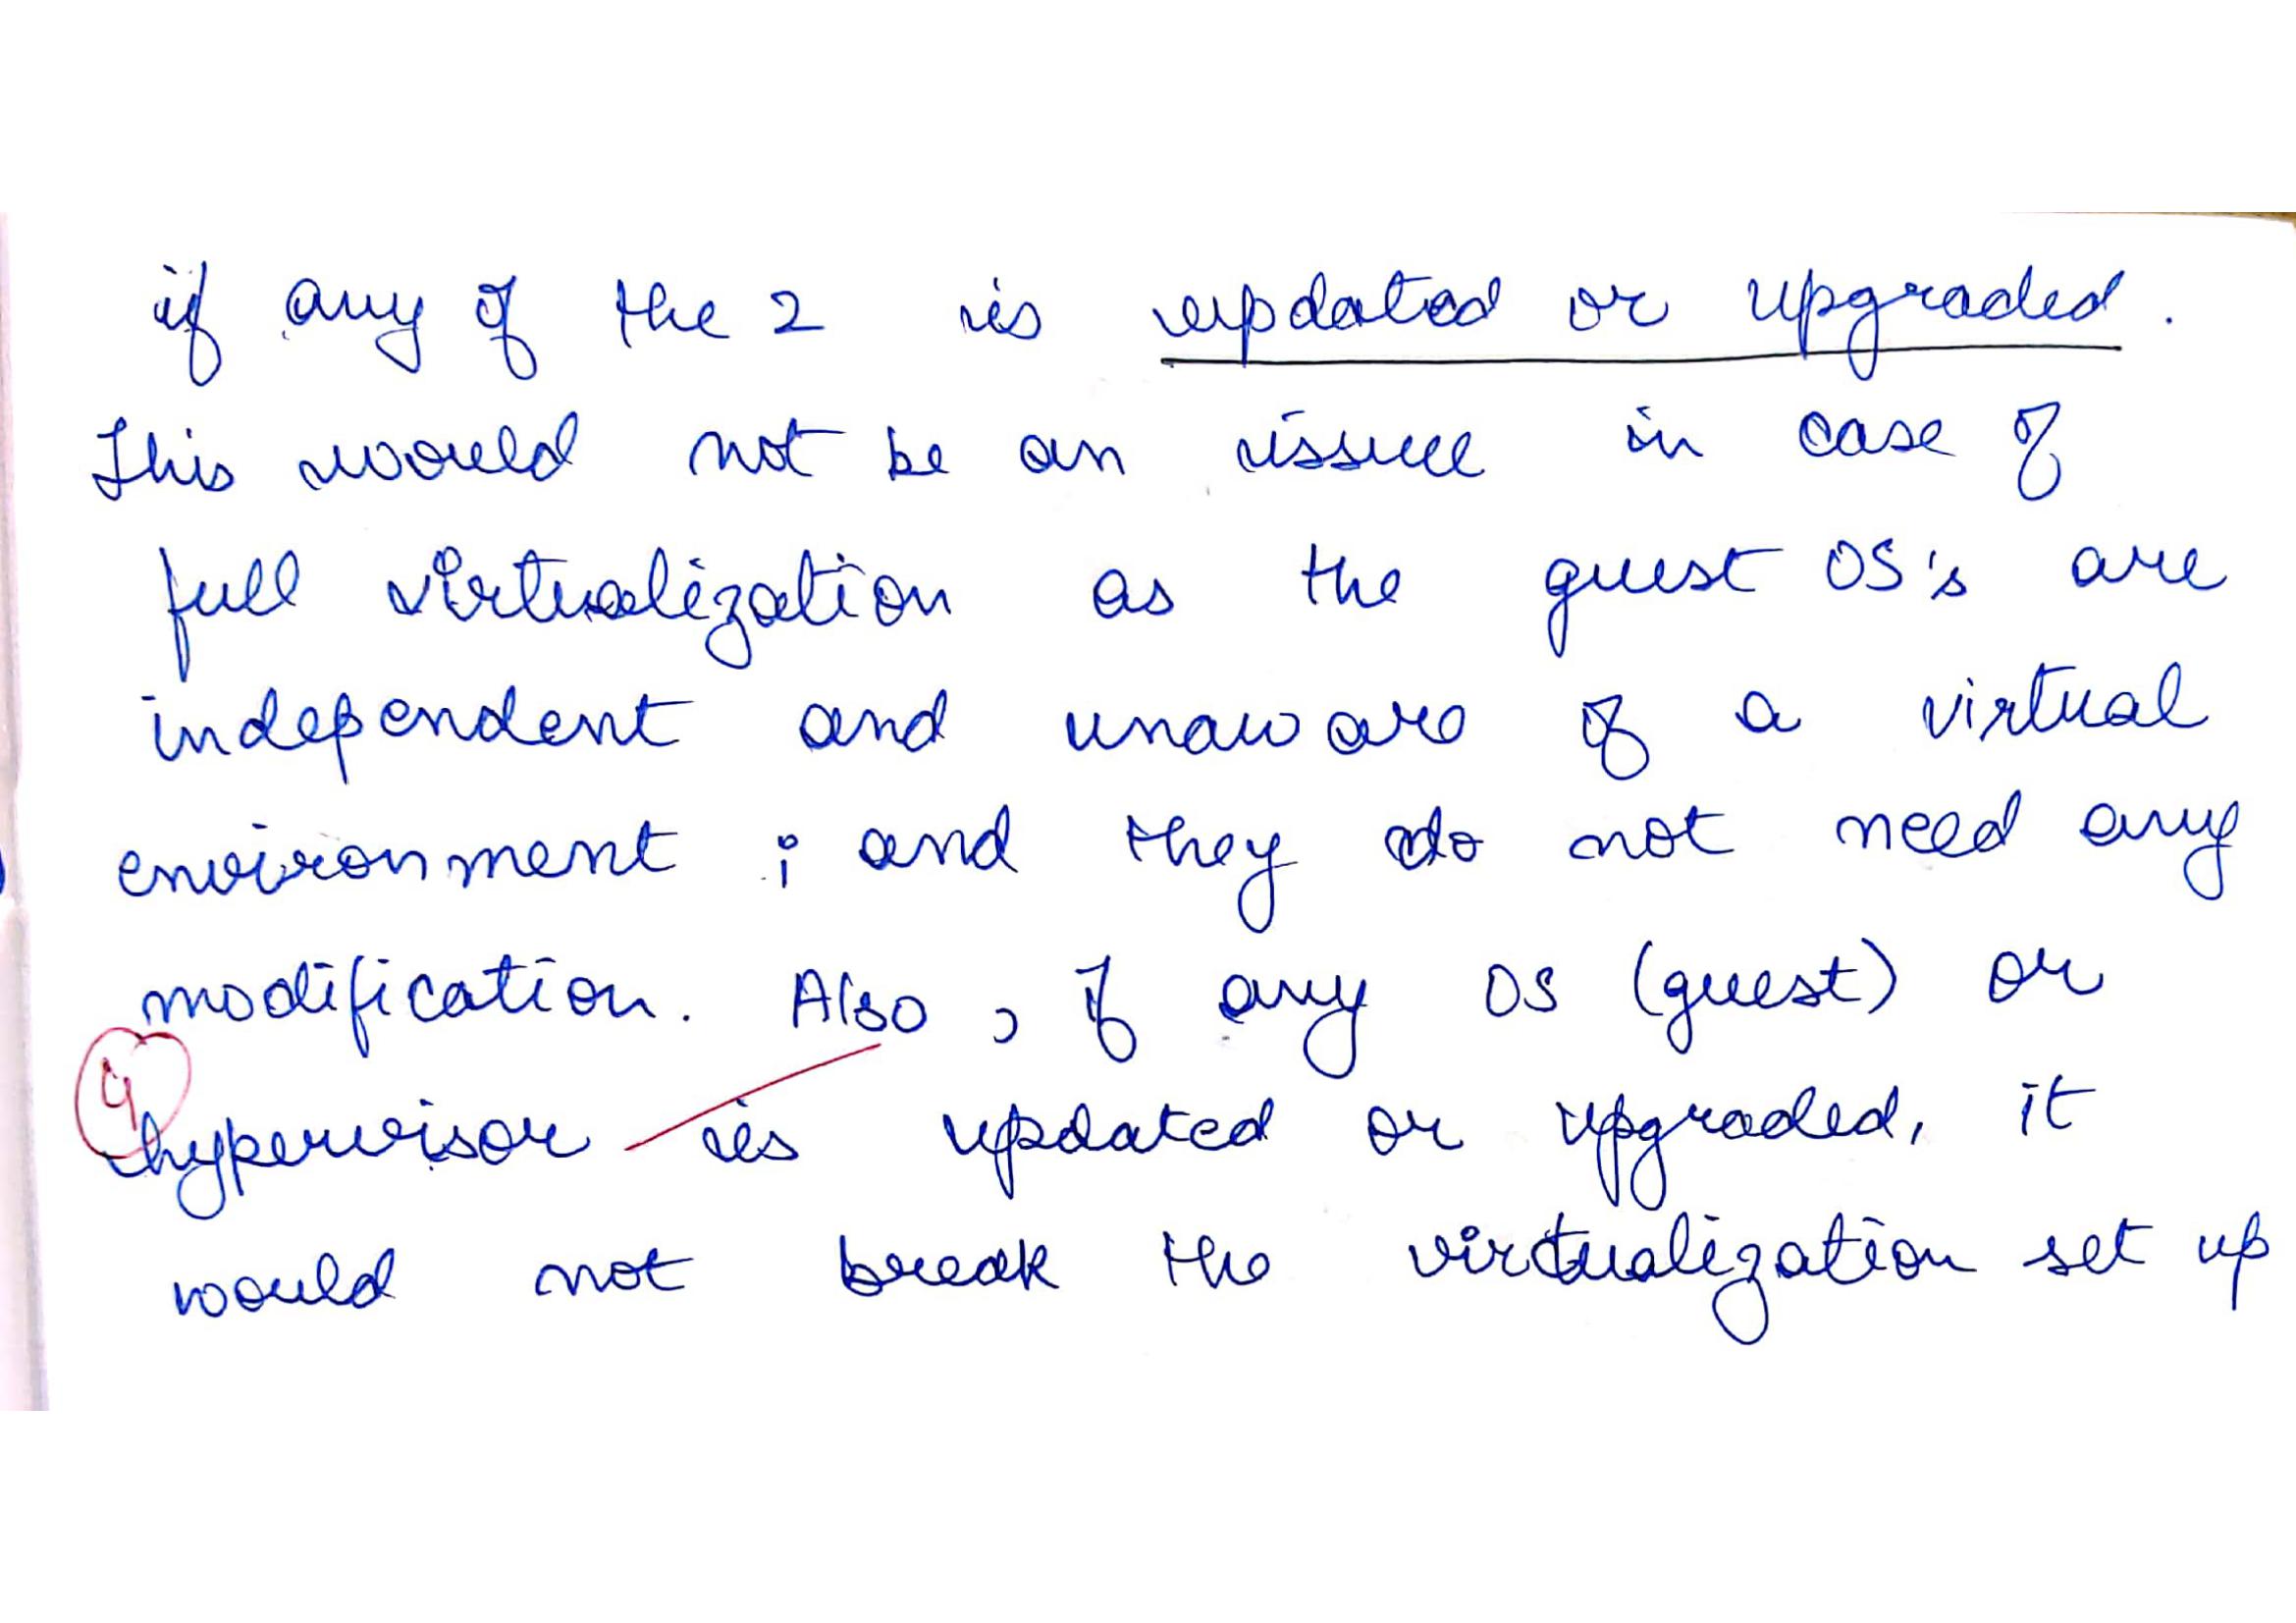 if any of the 2 is updated or upgraded.
This would not be an issue in case of
full virtualization as the guest OS's are
independent and unaware of a virtual
environment ; and they do not need any
modification. Also , if any OS (guest) or
4
hypervisor is updated or upgraded, it
would not break the virtualization set up